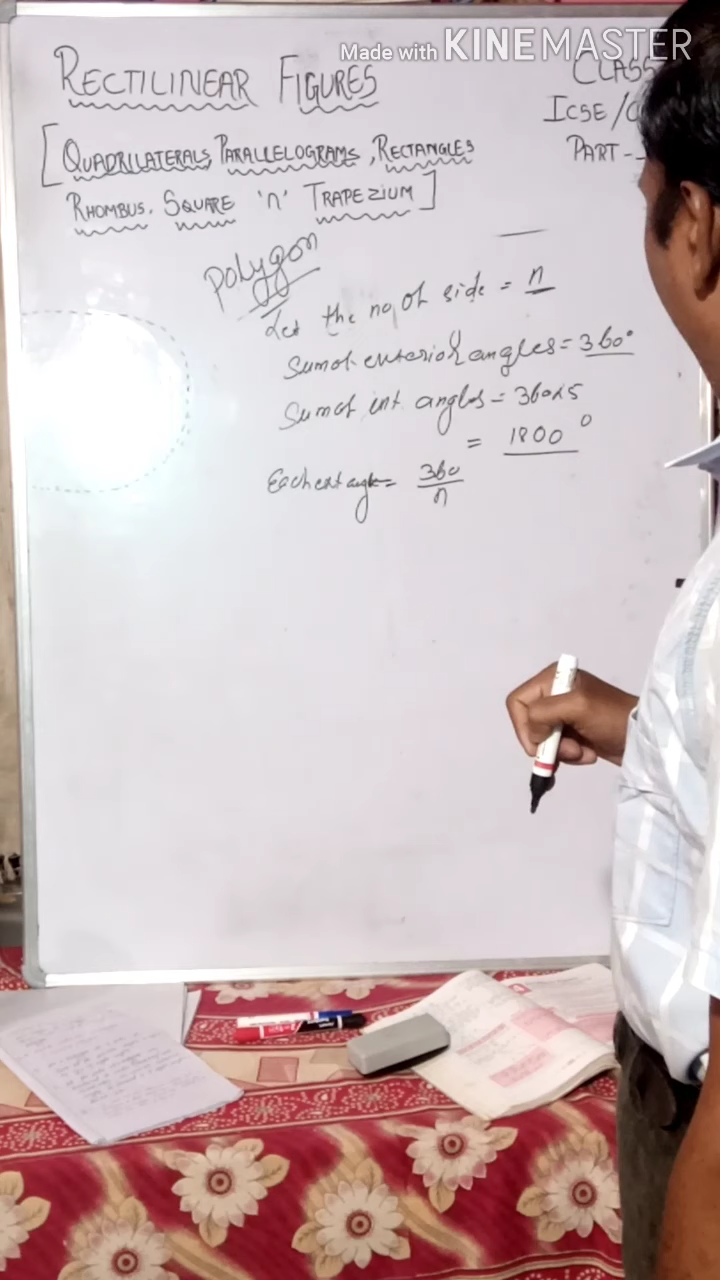 Made with KINEMASTER
RECTILINEAR FIGURES
CLASS
ICSE/
PART -
[QUADRILATERALS, PARALLELOGRAMS, RECTANGLES
RHOMBUS, SQUARE 'n' TRAPEZIUM]
Polygon
Let the no of side = n
Sum of exterior angles = 360°
Sum of int. angles = 360×5
= 1800°
Each ext angle = 360/n